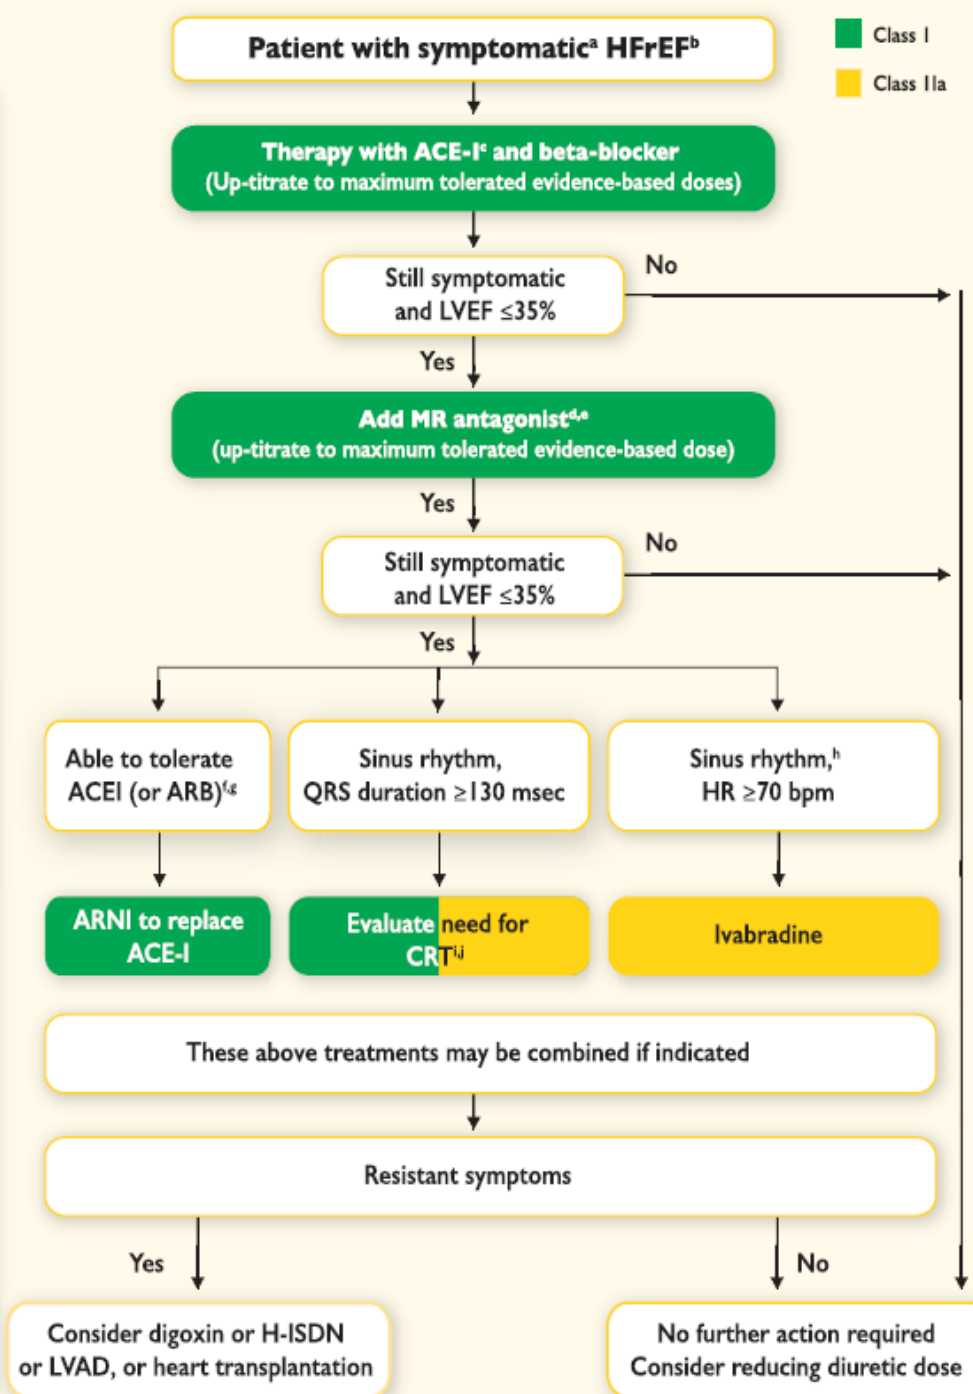 Patient with symptomaticᵃ HFrEFᵇ
Class I
Class IIa
Therapy with ACE-Iᶜ and beta-blocker
(Up-titrate to maximum tolerated evidence-based doses)
Still symptomatic
and LVEF ≤35%
No
Yes
Add MR antagonistᵈ,ᵉ
(up-titrate to maximum tolerated evidence-based dose)
Yes
Still symptomatic
and LVEF ≤35%
No
Yes
Able to tolerate
ACEI (or ARB)ᶠ,ᵍ
Sinus rhythm,
QRS duration ≥130 msec
Sinus rhythm,ʰ
HR ≥70 bpm
ARNI to replace
ACE-I
Evaluate need for
CRTⁱ,ʲ
Ivabradine
These above treatments may be combined if indicated
Resistant symptoms
Yes
No
Consider digoxin or H-ISDN
or LVAD, or heart transplantation
No further action required
Consider reducing diuretic dose